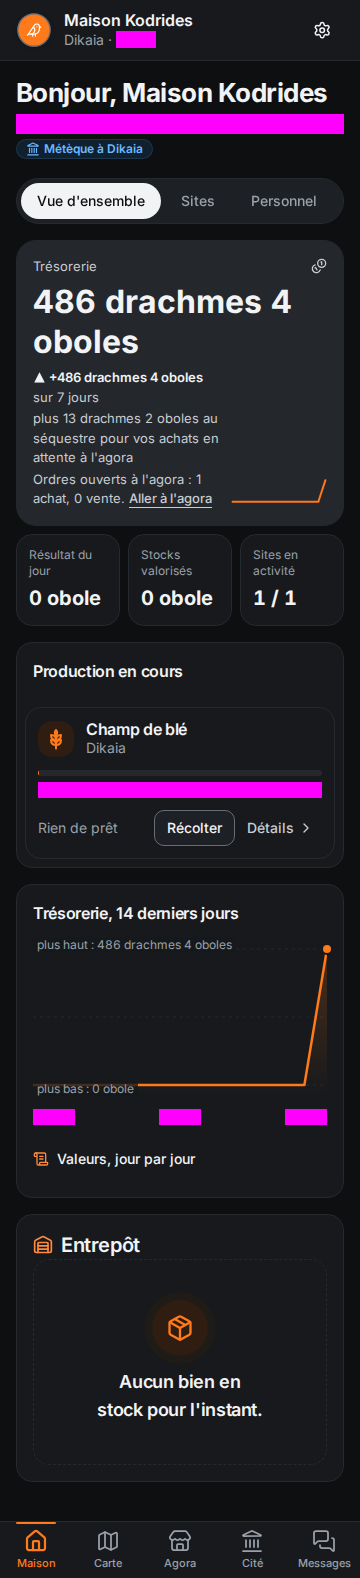 Maison Kodrides
Dikaia ·
Bonjour, Maison Kodrides
Métèque à Dikaia
Vue d'ensemble
Sites
Personnel
Trésorerie
486 drachmes 4
oboles
▲ +486 drachmes 4 oboles
sur 7 jours
plus 13 drachmes 2 oboles au
séquestre pour vos achats en
attente à l'agora
Ordres ouverts à l'agora : 1
achat, 0 vente. Aller à l'agora
Résultat du
jour
0 obole
Stocks
valorisés
0 obole
Sites en
activité
1 / 1
Production en cours
Champ de blé
Dikaia
Rien de prêt
Récolter
Détails
Trésorerie, 14 derniers jours
plus haut : 486 drachmes 4 oboles
plus bas : 0 obole
Valeurs, jour par jour
Entrepôt
Aucun bien en
stock pour l'instant.
Maison
Carte
Agora
Cité
Messages